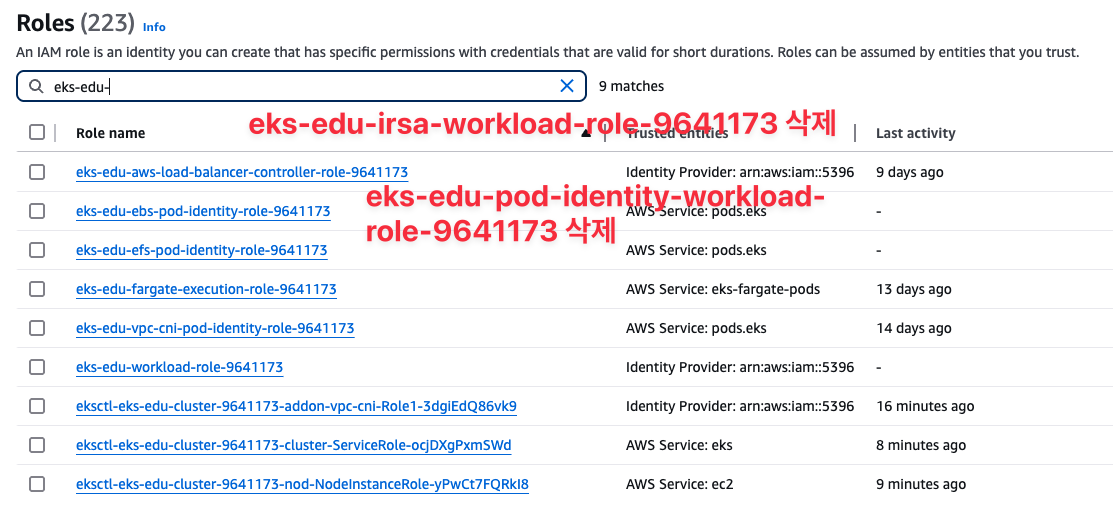 Roles (223) Info
An IAM role is an identity you can create that has specific permissions with credentials that are valid for short durations. Roles can be assumed by entities that you trust.
eks-edu- 9 matches
eks-edu-irsa-workload-role-9641173 삭제
Role name Trusted entities Last activity
eks-edu-aws-load-balancer-controller-role-9641173 Identity Provider: arn:aws:iam::5396 9 days ago
eks-edu-pod-identity-workload-
role-9641173 삭제
eks-edu-ebs-pod-identity-role-9641173 AWS Service: pods.eks -
eks-edu-efs-pod-identity-role-9641173 AWS Service: pods.eks -
eks-edu-fargate-execution-role-9641173 AWS Service: eks-fargate-pods 13 days ago
eks-edu-vpc-cni-pod-identity-role-9641173 AWS Service: pods.eks 14 days ago
eks-edu-workload-role-9641173 Identity Provider: arn:aws:iam::5396 -
eksctl-eks-edu-cluster-9641173-addon-vpc-cni-Role1-3dgiEdQ86vk9 Identity Provider: arn:aws:iam::5396 16 minutes ago
eksctl-eks-edu-cluster-9641173-cluster-ServiceRole-ocjDXgPxmSWd AWS Service: eks 8 minutes ago
eksctl-eks-edu-cluster-9641173-nod-NodeInstanceRole-yPwCt7FQRkI8 AWS Service: ec2 9 minutes ago